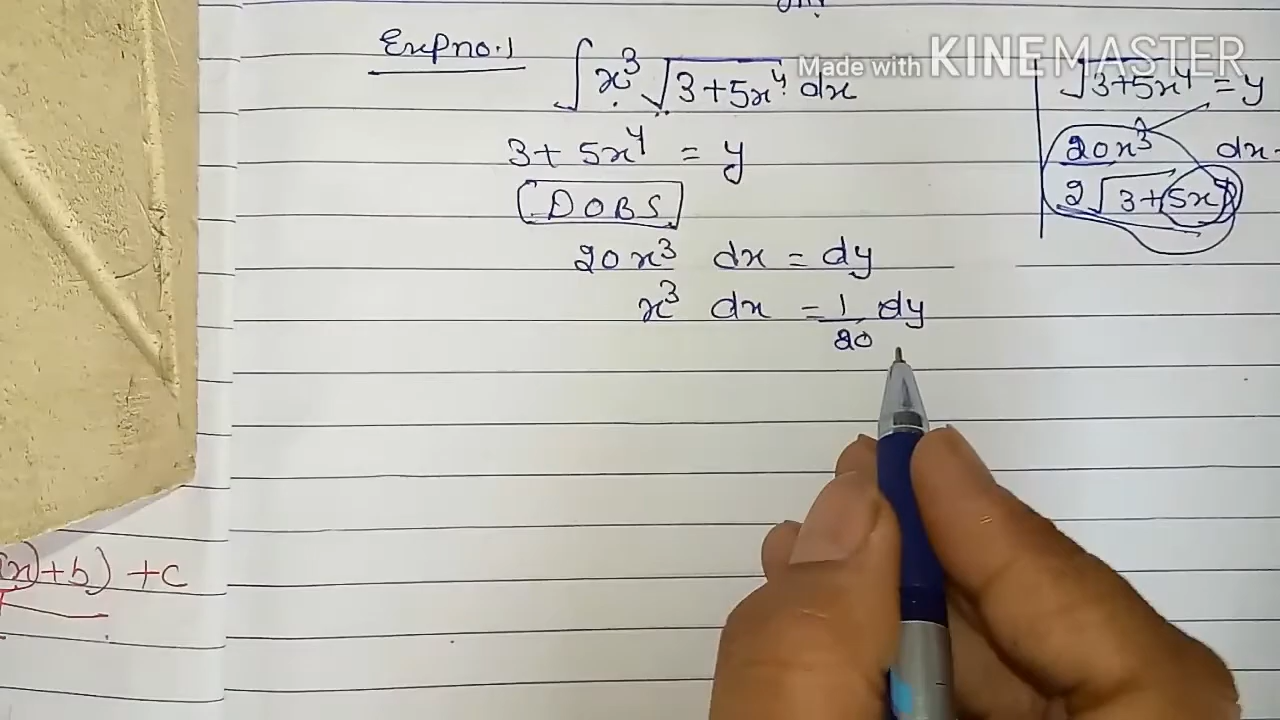 Made with KINEMASTER
Exp no. 1
∫ x³ √3+5x⁴ dx
3 + 5x⁴ = y
DOBS
20x³ dx = dy
x³ dx = 1/20 dy
√3+5x⁴ = y
20x³ dx
2√3+5x⁴
(x)+b) +c